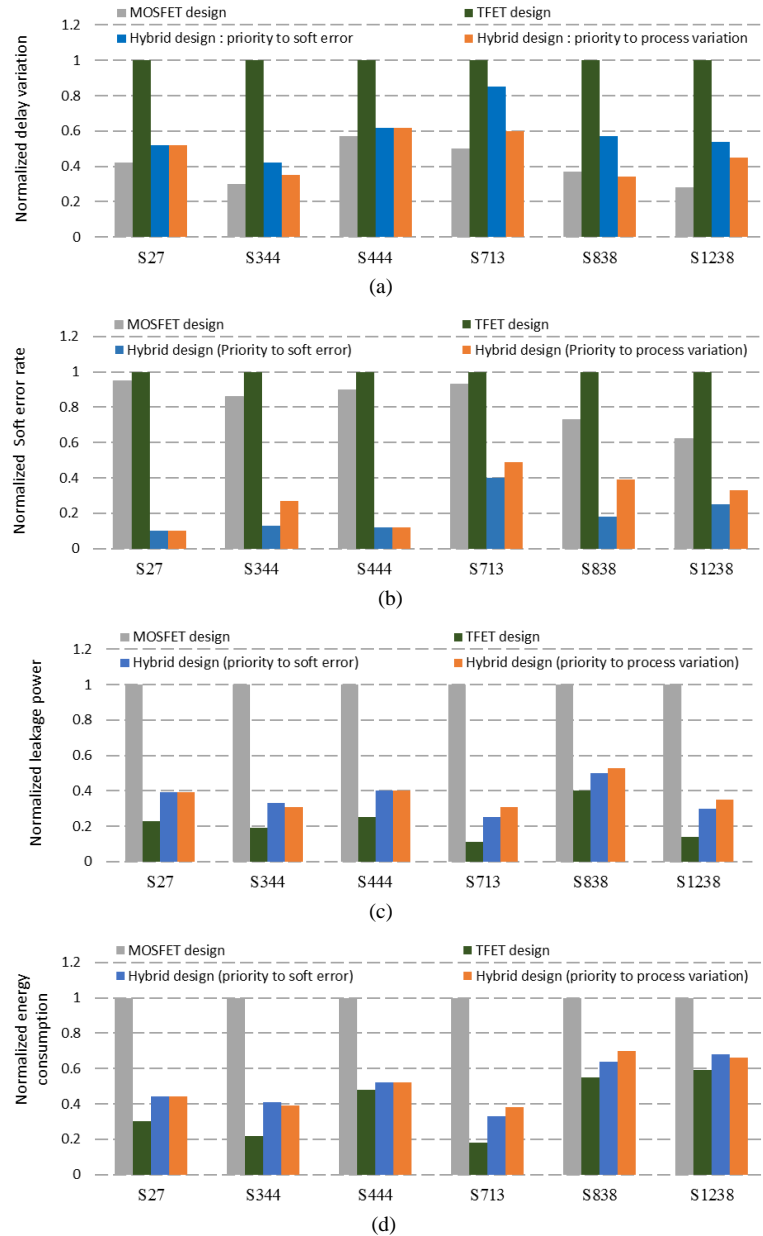 MOSFET design TFET design
Hybrid design : priority to soft error Hybrid design : priority to process variation
Normalized delay variation
1.2
1
0.8
0.6
0.4
0.2
0
S27 S344 S444 S713 S838 S1238
(a)
MOSFET design TFET design
Hybrid design (Priority to soft error) Hybrid design (Priority to process variation)
Normalized Soft error rate
1.2
1
0.8
0.6
0.4
0.2
0
S27 S344 S444 S713 S838 S1238
(b)
MOSFET design TFET design
Hybrid design (priority to soft error) Hybrid design (priority to process variation)
Normalized leakage power
1.2
1
0.8
0.6
0.4
0.2
0
S27 S344 S444 S713 S838 S1238
(c)
MOSFET design TFET design
Hybrid design (priority to soft error) Hybrid design (priority to process variation)
Normalized energy
consumption
1.2
1
0.8
0.6
0.4
0.2
0
S27 S344 S444 S713 S838 S1238
(d)